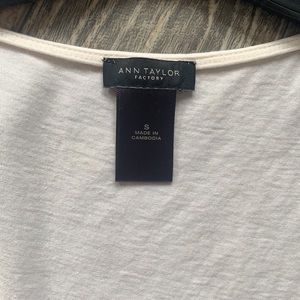 ANN TAYLOR
FACTORY
S
MADE IN
CAMBODIA